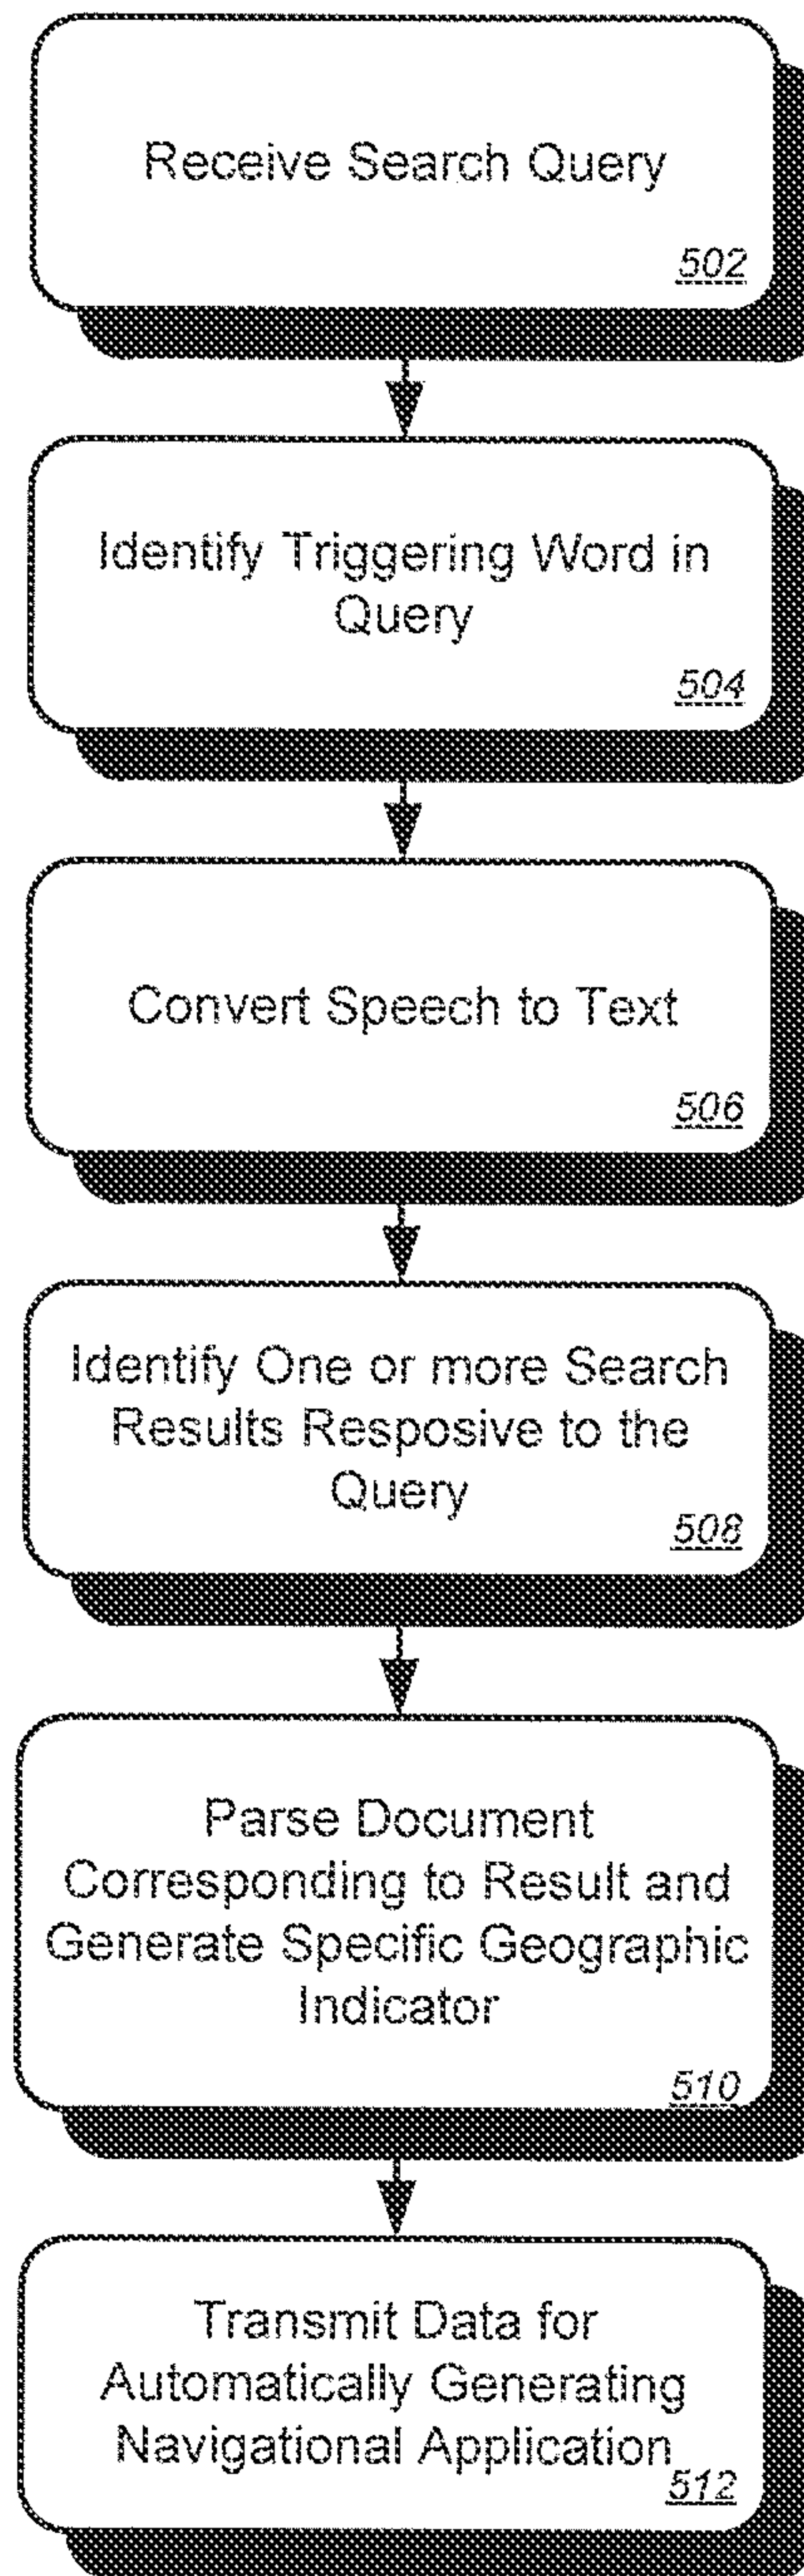 Receive Search Query
502
Identify Triggering Word in
Query
504
Convert Speech to Text
506
Identify One or more Search
Results Resposive to the
Query
508
Parse Document
Corresponding to Result and
Generate Specific Geographic
Indicator
510
Transmit Data for
Automatically Generating
Navigational Application
512